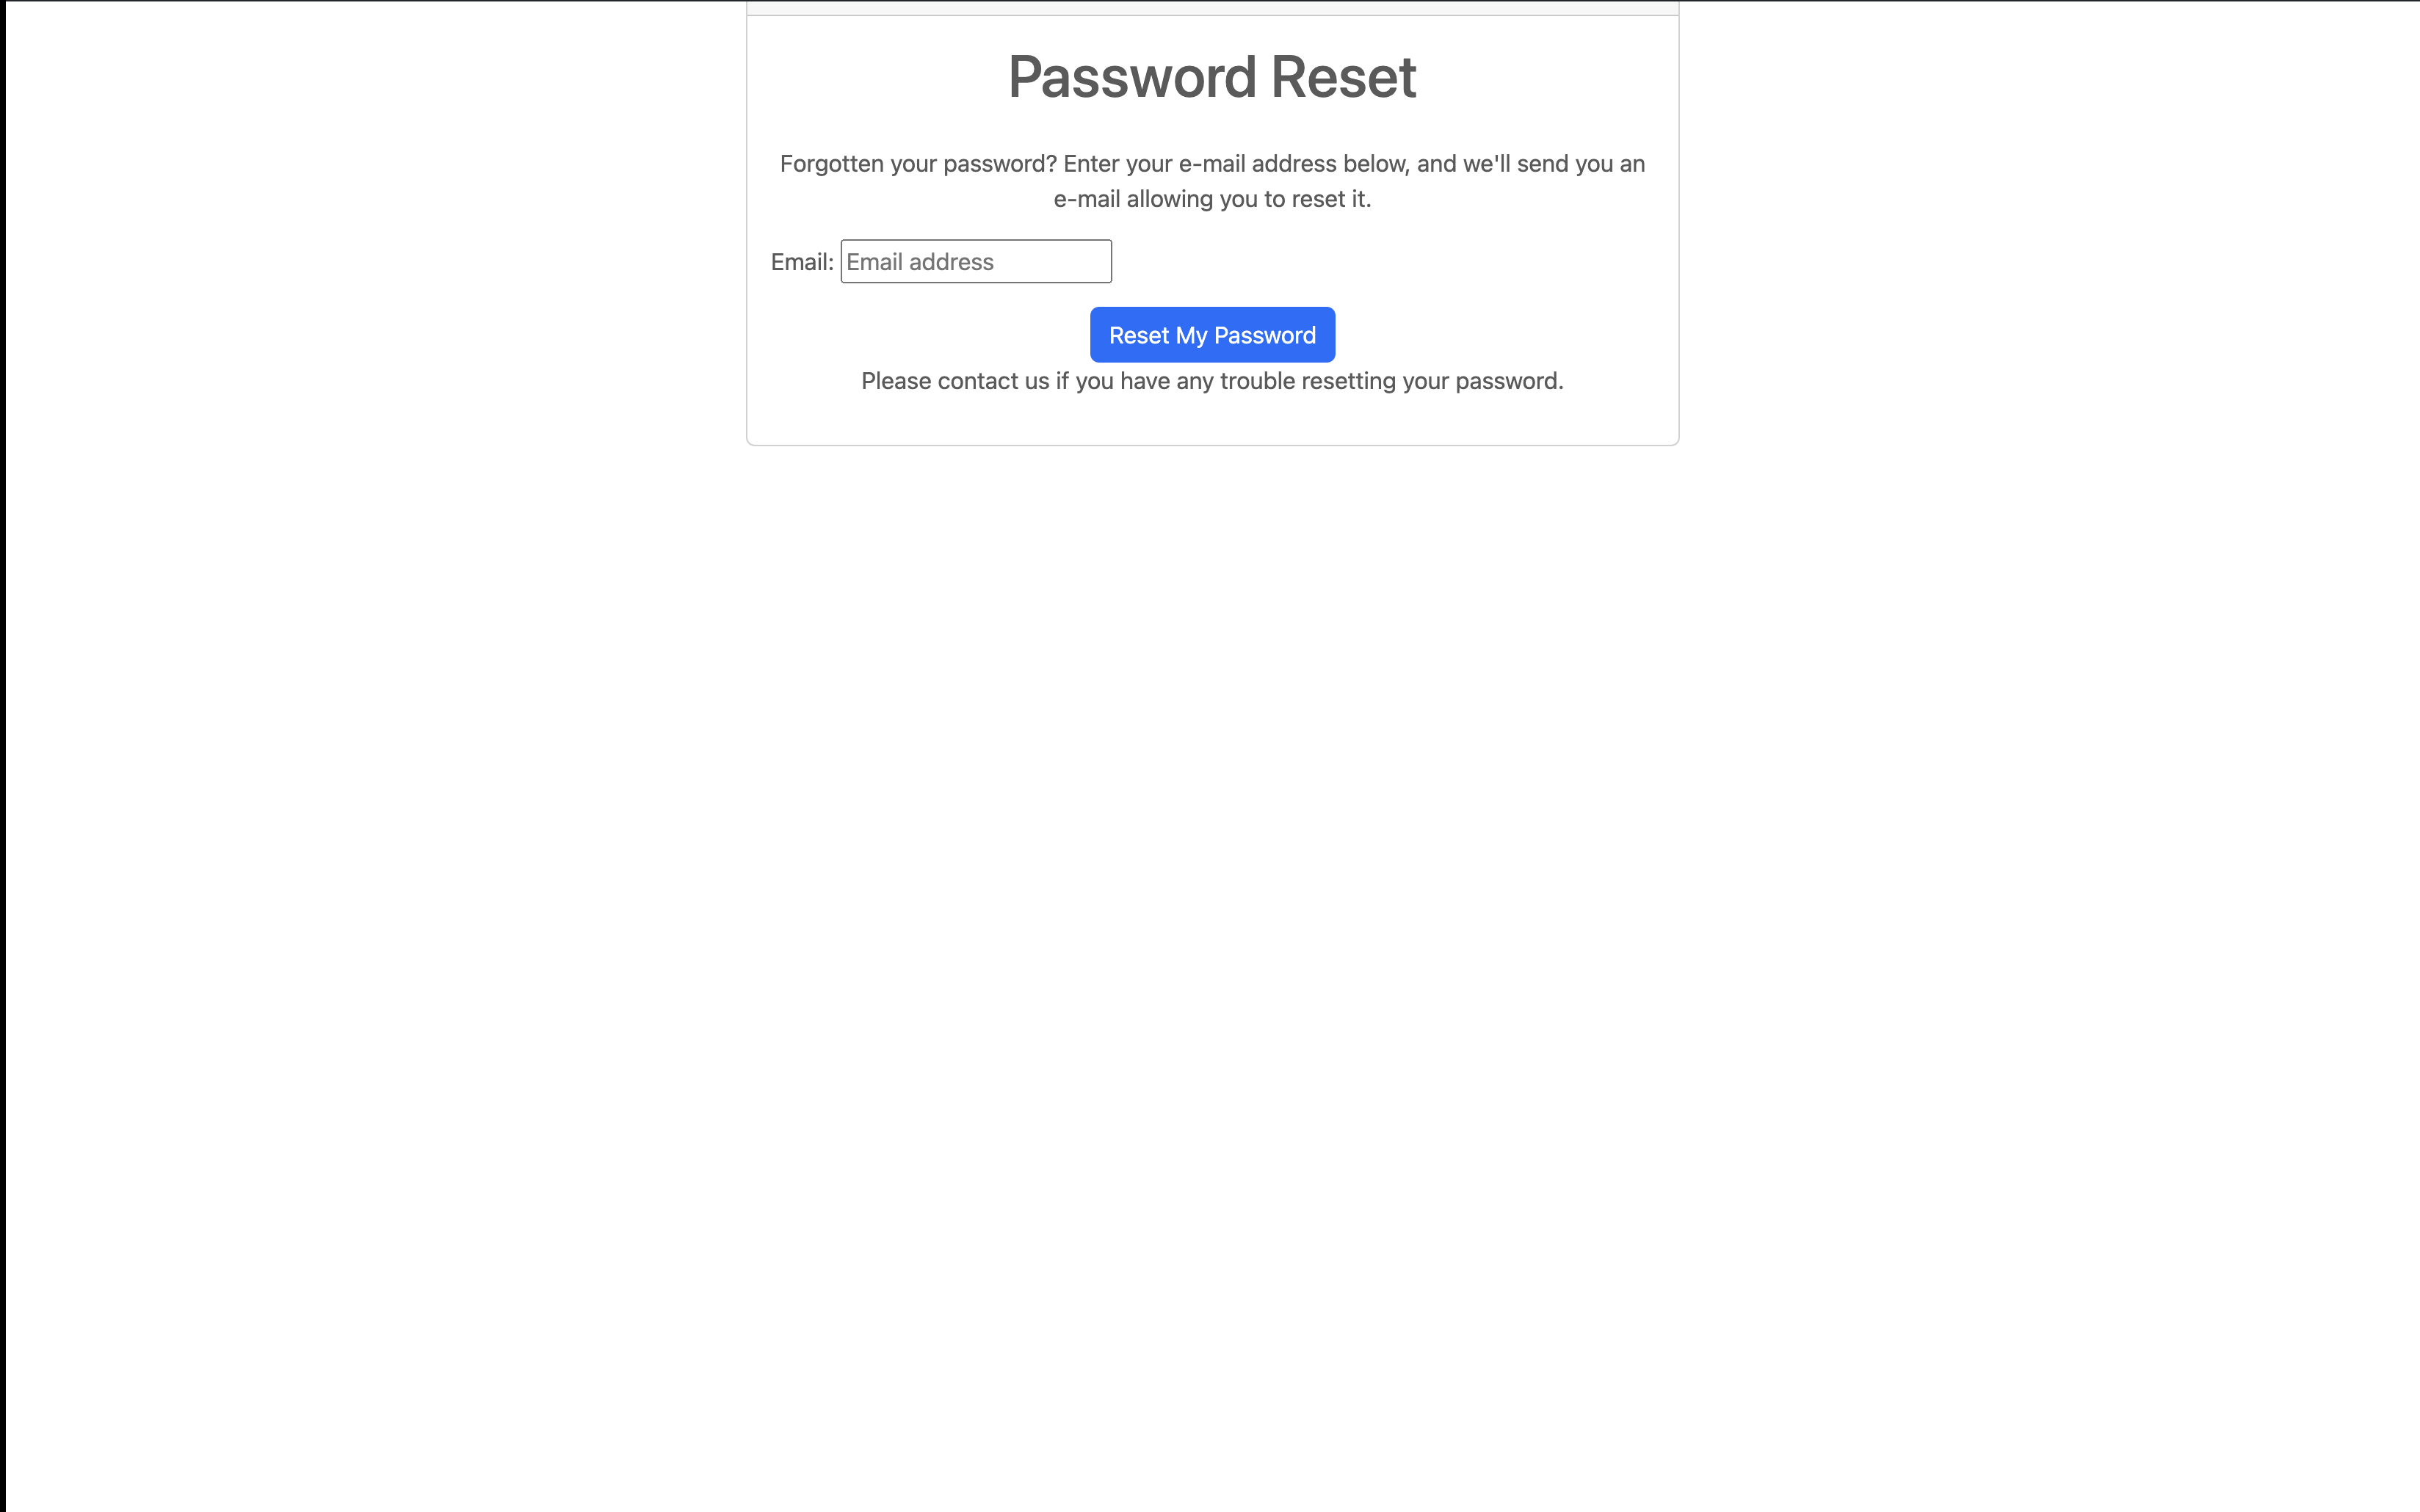 Password Reset
Forgotten your password? Enter your e-mail address below, and we'll send you an
e-mail allowing you to reset it.
Email: Email address
Reset My Password
Please contact us if you have any trouble resetting your password.